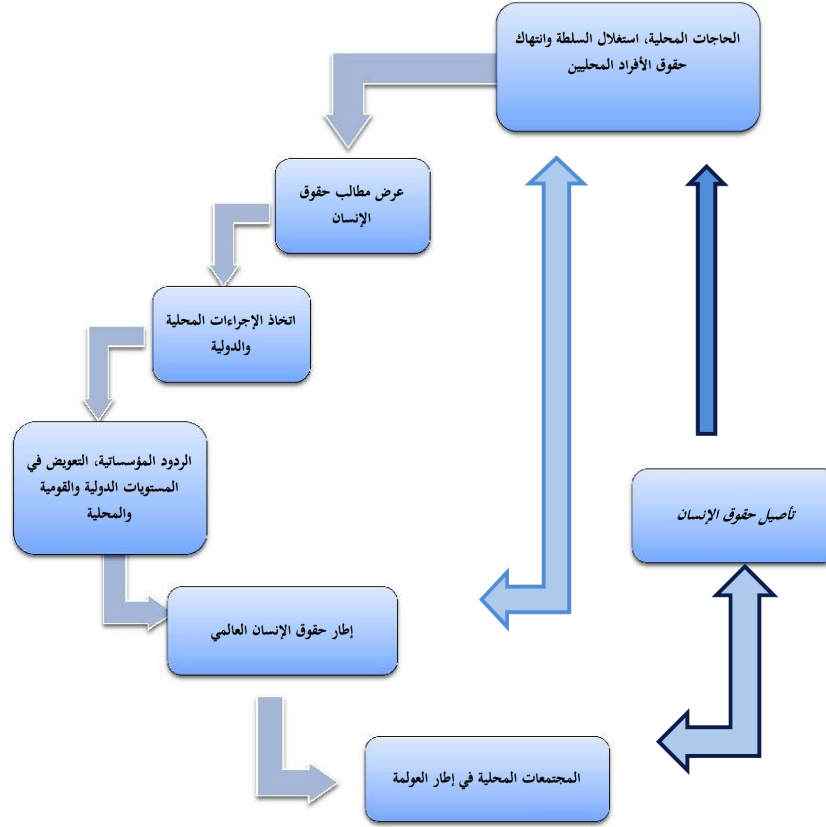 الحاجات المحلية، استغلال السلطة وانتهاك
حقوق الأفراد المحليين
عرض مطالب حقوق
الإنسان
اتخاذ الإجراءات المحلية
والدولية
الردود المؤسساتية، التعويض في
المستويات الدولية والقومية
والمحلية
تأصيل حقوق الإنسان
إطار حقوق الإنسان العالمي
المجتمعات المحلية في إطار العولمة